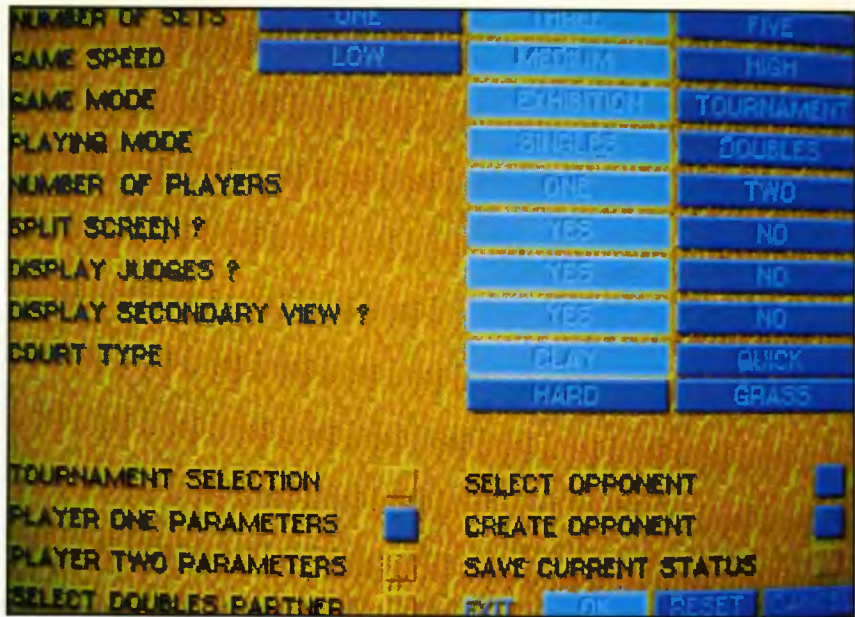 NUMBER OF SETS ONE THREE FIVE
GAME SPEED LOW MEDIUM HIGH
GAME MODE EXHIBITION TOURNAMENT
PLAYING MODE SINGLES DOUBLES
NUMBER OF PLAYERS ONE TWO
SPLIT SCREEN ? YES NO
DISPLAY JUDGES ? YES NO
DISPLAY SECONDARY VIEW ? YES NO
COURT TYPE CLAY QUICK
HARD GRASS
TOURNAMENT SELECTION SELECT OPPONENT
PLAYER ONE PARAMETERS CREATE OPPONENT
PLAYER TWO PARAMETERS SAVE CURRENT STATUS
SELECT DOUBLES PARTNER EXIT OK RESET CANCEL